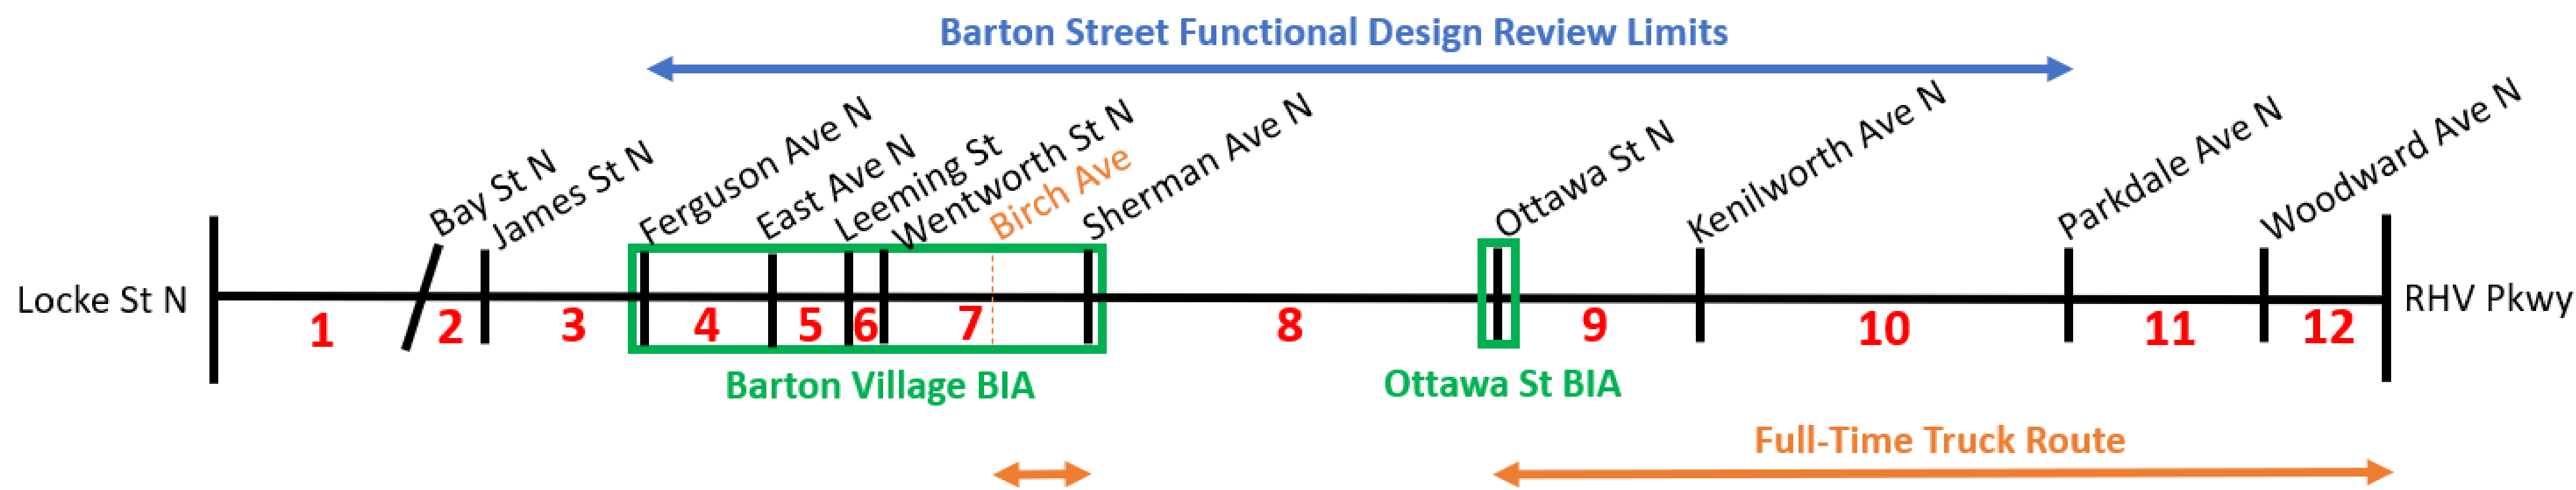 Barton Street Functional Design Review Limits
Bay St N
James St N
Ferguson Ave N
East Ave N
Leeming St
Wentworth St N
Birch Ave
Sherman Ave N
Ottawa St N
Kenilworth Ave N
Parkdale Ave N
Woodward Ave N
Locke St N
RHV Pkwy
1
2
3
4
5
6
7
8
9
10
11
12
Barton Village BIA
Ottawa St BIA
Full-Time Truck Route